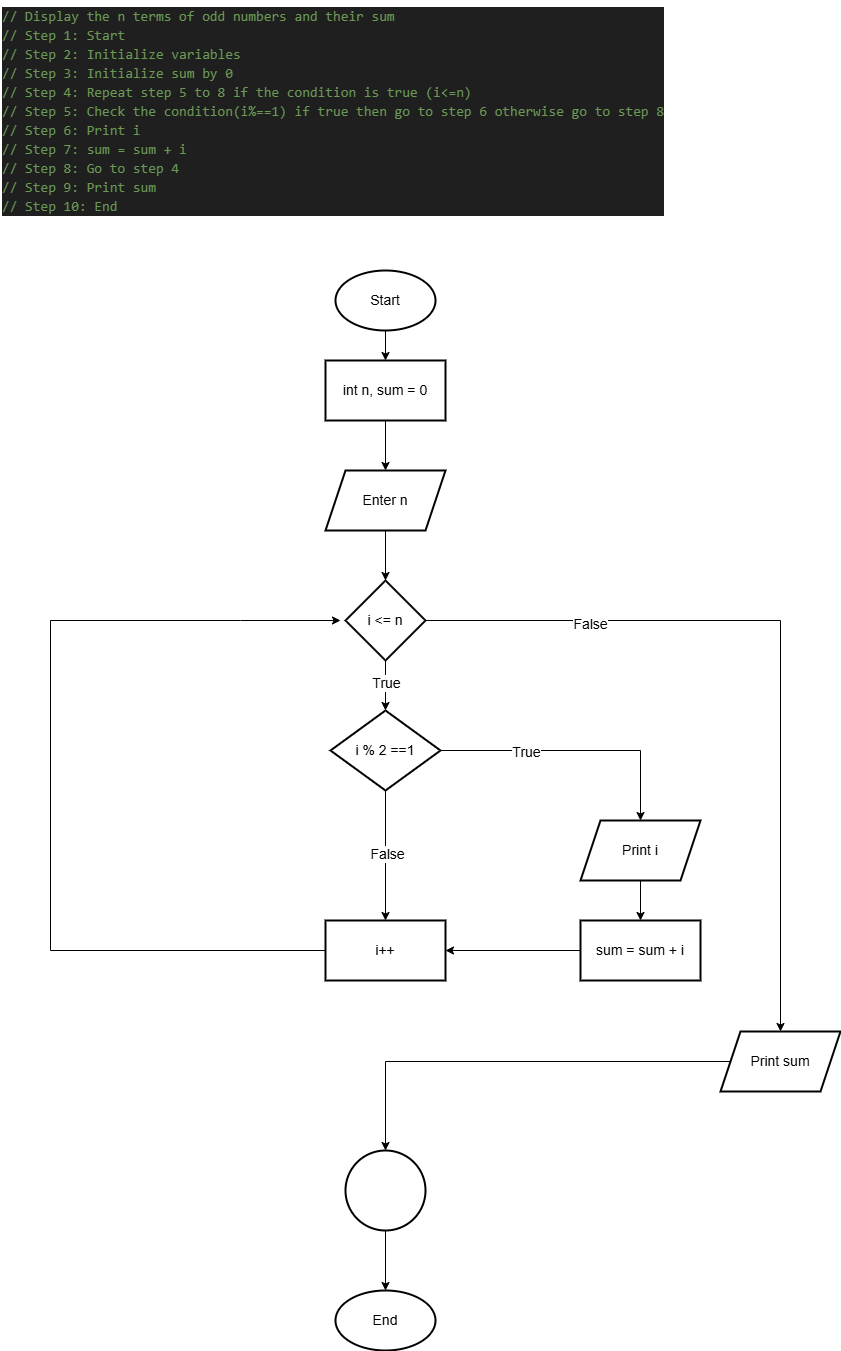 // Display the n terms of odd numbers and their sum
// Step 1: Start
// Step 2: Initialize variables
// Step 3: Initialize sum by 0
// Step 4: Repeat step 5 to 8 if the condition is true (i<=n)
// Step 5: Check the condition(i%==1) if true then go to step 6 otherwise go to step 8
// Step 6: Print i
// Step 7: sum = sum + i
// Step 8: Go to step 4
// Step 9: Print sum
// Step 10: End
Start
int n, sum = 0
Enter n
i <= n
False
True
i % 2 ==1
True
False
Print i
i++
sum = sum + i
Print sum
End